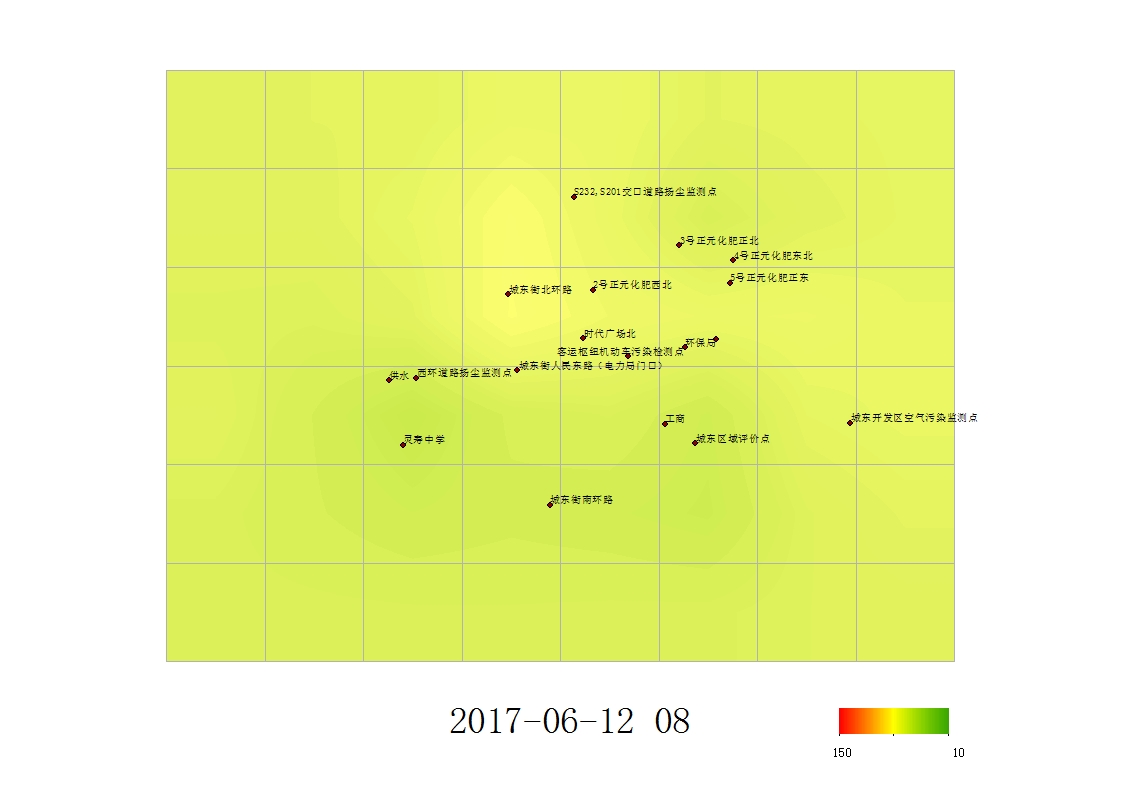 S232,S201交口道路扬尘监测点
3号正元化肥正北
4号正元化肥东北
5号正元化肥正东
2号正元化肥西北
城东街北环路
时代广场北
环保局
客运枢纽机动车污染检测点
城东街人民东路（电力局门口）
西环道路扬尘监测点
供水
工商
城东开发区空气污染监测点
城东区域评价点
灵寿中学
城东街南环路
2017-06-12 08
150 10